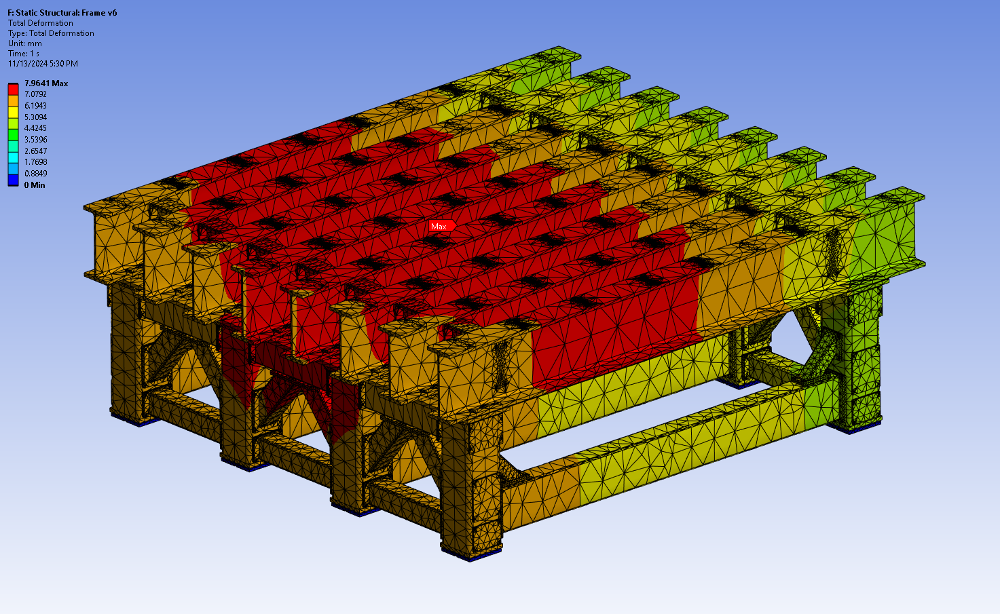 F: Static Structural: Frame v6
Total Deformation
Type: Total Deformation
Unit: mm
Time: 1 s
11/13/2024 5:30 PM
7.9641 Max
7.0792
6.1943
5.3094
4.4245
3.5396
2.6547
1.7698
0.8849
0 Min
Max